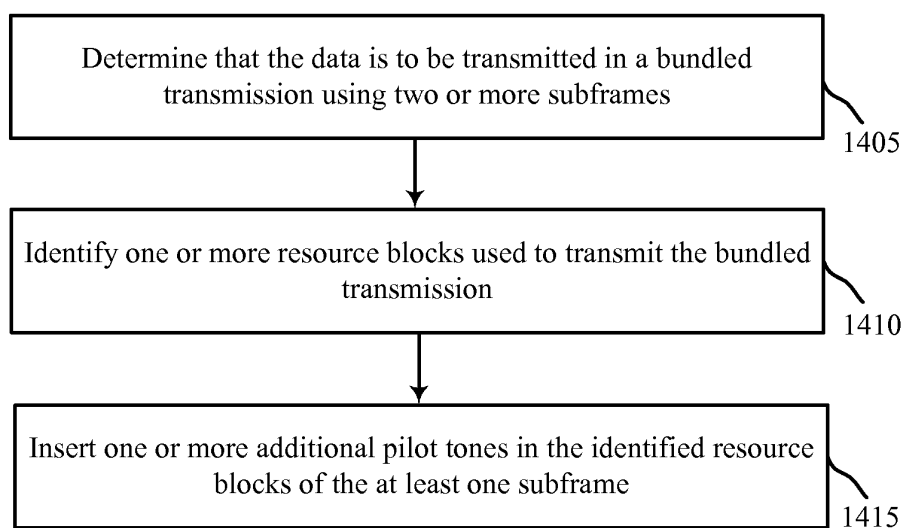 Determine that the data is to be transmitted in a bundled
transmission using two or more subframes
1405
Identify one or more resource blocks used to transmit the bundled
transmission
1410
Insert one or more additional pilot tones in the identified resource
blocks of the at least one subframe
1415